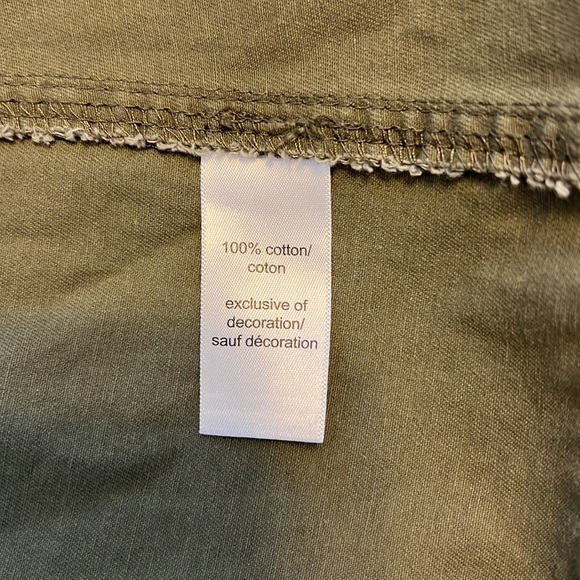 100% cotton/
coton
exclusive of
decoration/
sauf décoration